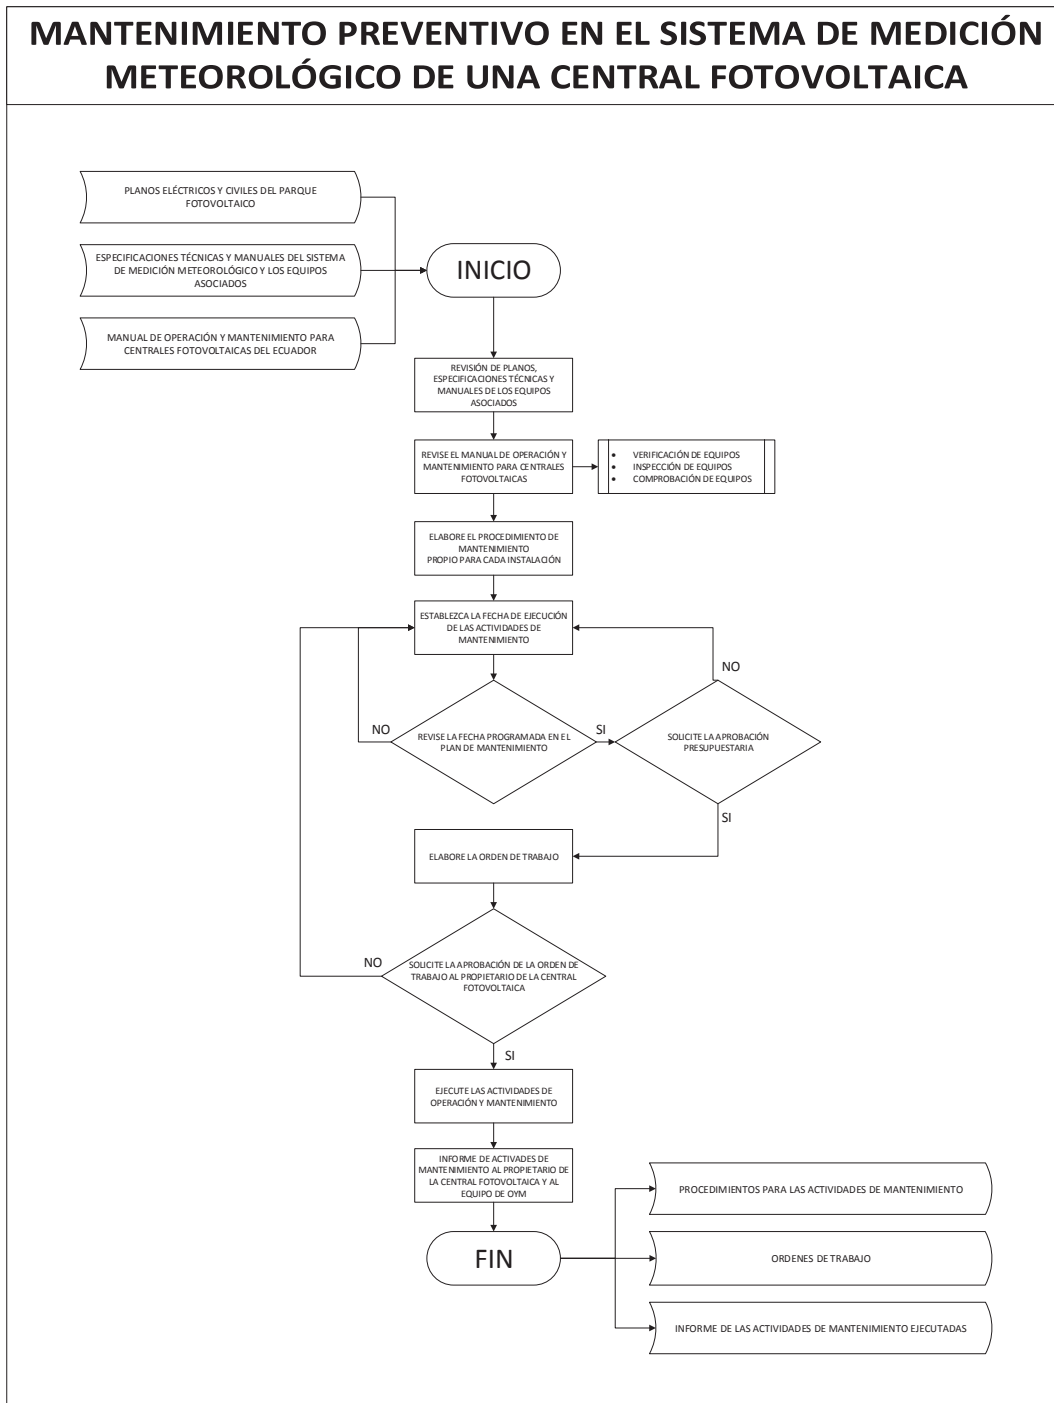 MANTENIMIENTO PREVENTIVO EN EL SISTEMA DE MEDICIÓN
METEOROLÓGICO DE UNA CENTRAL FOTOVOLTAICA
PLANOS ELÉCTRICOS Y CIVILES DEL PARQUE
FOTOVOLTAICO
ESPECIFICACIONES TÉCNICAS Y MANUALES DEL SISTEMA
DE MEDICIÓN METEOROLÓGICO Y LOS EQUIPOS
ASOCIADOS
MANUAL DE OPERACIÓN Y MANTENIMIENTO PARA
CENTRALES FOTOVOLTAICAS DEL ECUADOR
INICIO
REVISIÓN DE PLANOS,
ESPECIFICACIONES TÉCNICAS Y
MANUALES DE LOS EQUIPOS
ASOCIADOS
REVISE EL MANUAL DE OPERACIÓN Y
MANTENIMIENTO PARA CENTRALES
FOTOVOLTAICAS
• VERIFICACIÓN DE EQUIPOS
• INSPECCIÓN DE EQUIPOS
• COMPROBACIÓN DE EQUIPOS
ELABORE EL PROCEDIMIENTO DE
MANTENIMIENTO
PROPIO PARA CADA INSTALACIÓN
ESTABLEZCA LA FECHA DE EJECUCIÓN
DE LAS ACTIVIDADES DE
MANTENIMIENTO
NO
REVISE LA FECHA PROGRAMADA EN EL
PLAN DE MANTENIMIENTO
SI
NO
SOLICITE LA APROBACIÓN
PRESUPUESTARIA
SI
ELABORE LA ORDEN DE TRABAJO
NO
SOLICITE LA APROBACIÓN DE LA ORDEN DE
TRABAJO AL PROPIETARIO DE LA CENTRAL
FOTOVOLTAICA
SI
EJECUTE LAS ACTIVIDADES DE
OPERACIÓN Y MANTENIMIENTO
INFORME DE ACTIVADES DE
MANTENIMIENTO AL PROPIETARIO DE
LA CENTRAL FOTOVOLTAICA Y AL
EQUIPO DE OYM
FIN
PROCEDIMIENTOS PARA LAS ACTIVIDADES DE MANTENIMIENTO
ORDENES DE TRABAJO
INFORME DE LAS ACTIVIDADES DE MANTENIMIENTO EJECUTADAS